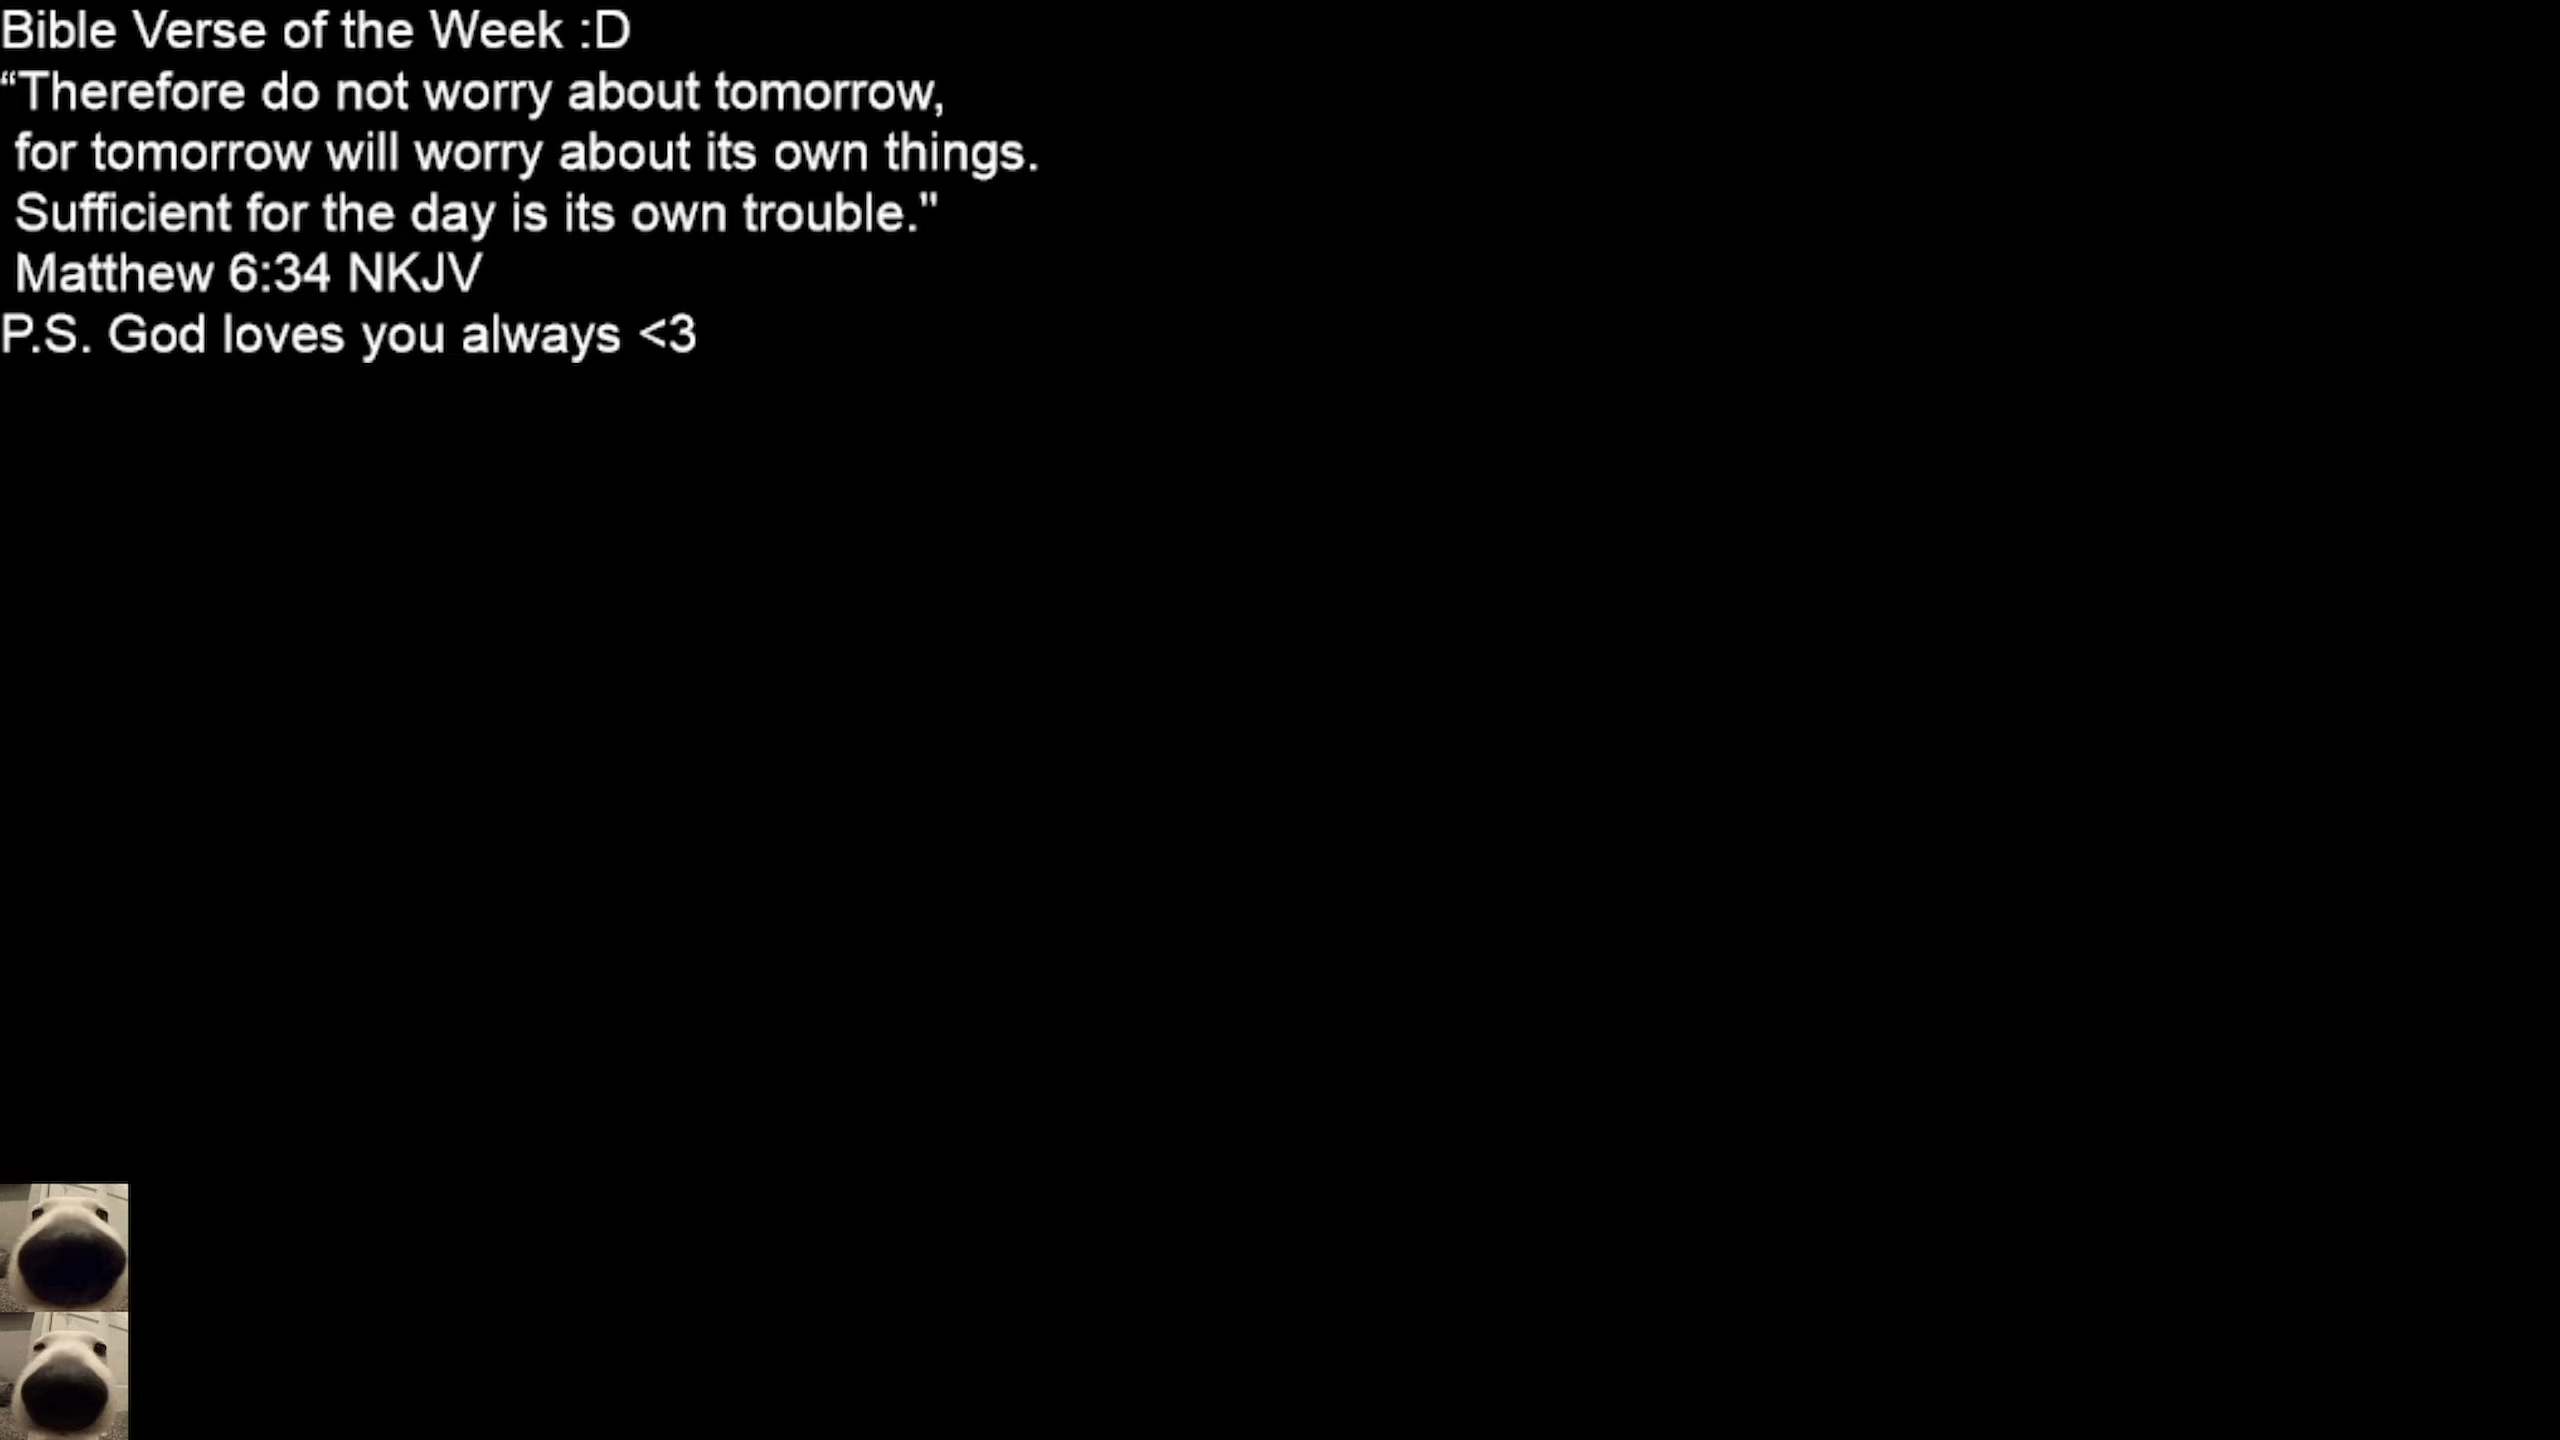 Bible Verse of the Week :D
“Therefore do not worry about tomorrow,
for tomorrow will worry about its own things.
Sufficient for the day is its own trouble."
Matthew 6:34 NKJV
P.S. God loves you always <3